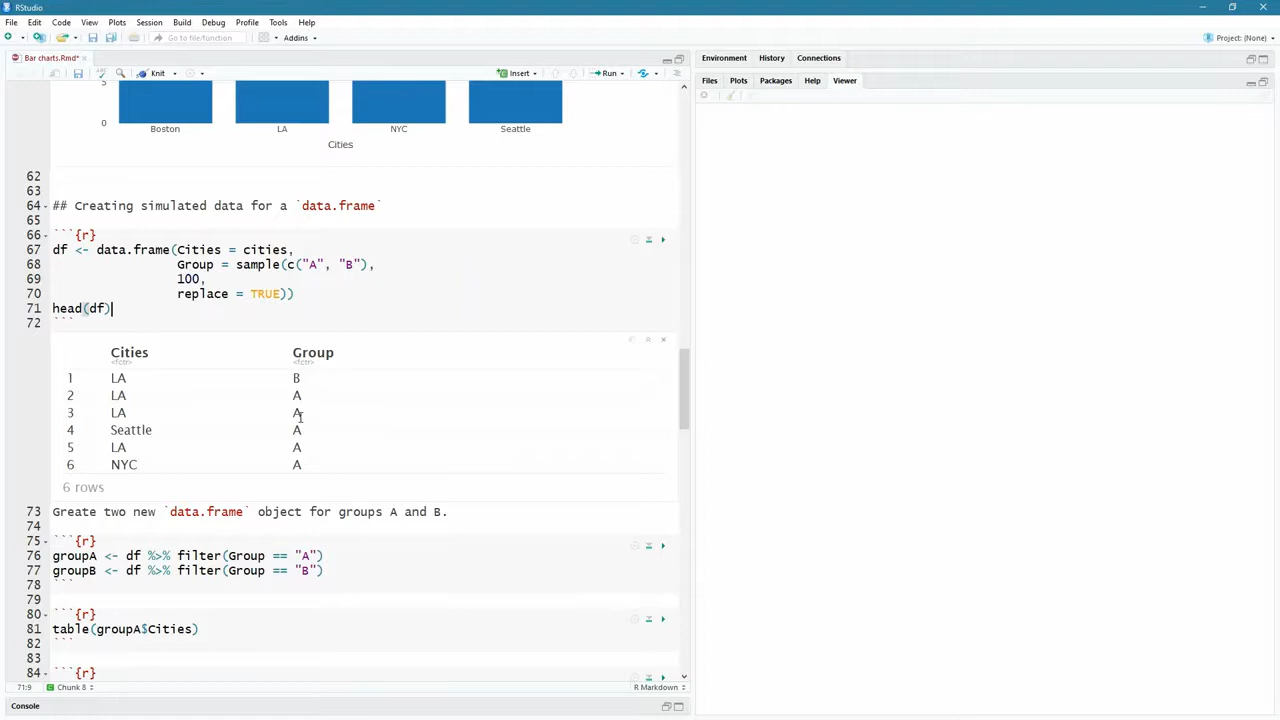 RStudio
File Edit Code View Plots Session Build Debug Profile Tools Help
Go to file/function
Addins
Project: (None)
Bar charts.Rmd*
Knit
Insert
Run
5
0
Boston LA NYC Seattle
Cities
62
63
64 ## Creating simulated data for a `data.frame`
65
66 ```{r}
67 df <- data.frame(Cities = cities,
68 Group = sample(c("A", "B"),
69 100,
70 replace = TRUE))
71 head(df)
72 ```
Cities Group
<fctr> <fctr>
1 LA B
2 LA A
3 LA A
4 Seattle A
5 LA A
6 NYC A
6 rows
73 Greate two new `data.frame` object for groups A and B.
74
75 ```{r}
76 groupA <- df %>% filter(Group == "A")
77 groupB <- df %>% filter(Group == "B")
78 ```
79
80 ```{r}
81 table(groupA$Cities)
82 ```
83
84 ```{r}
71:9 Chunk 8 R Markdown
Console
Environment History Connections
Files Plots Packages Help Viewer